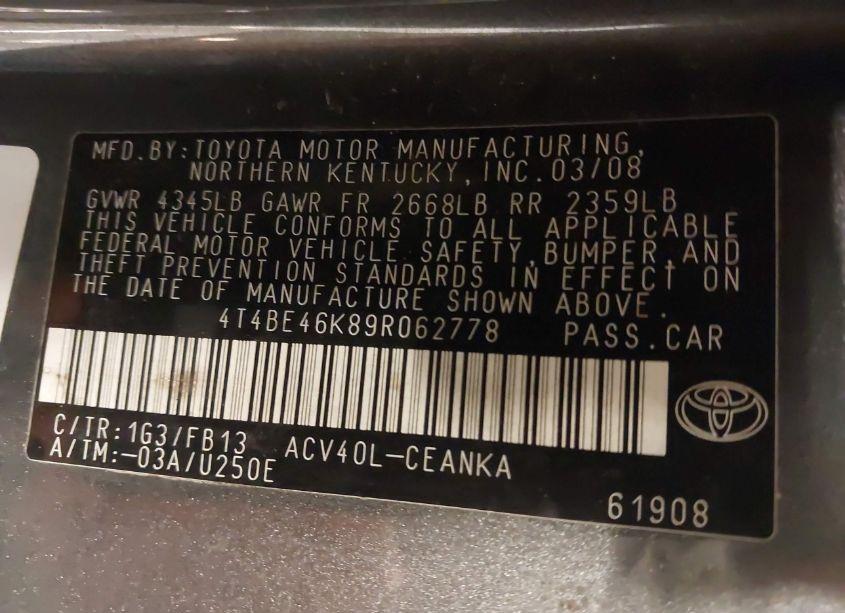 MFD.BY:TOYOTA MOTOR MANUFACTURING,
NORTHERN KENTUCKY,INC.03/08
GVWR 4345LB GAWR FR 2668LB RR 2359LB
THIS VEHICLE CONFORMS TO ALL APPLICABLE
FEDERAL MOTOR VEHICLE SAFETY,BUMPER,AND
THEFT PREVENTION STANDARDS IN EFFECT ON
THE DATE OF MANUFACTURE SHOWN ABOVE.
4T4BE46K89R062778 PASS.CAR
C/TR:1G3/FB13 ACV40L-CEANKA
A/TM:-03A/U250E
61908